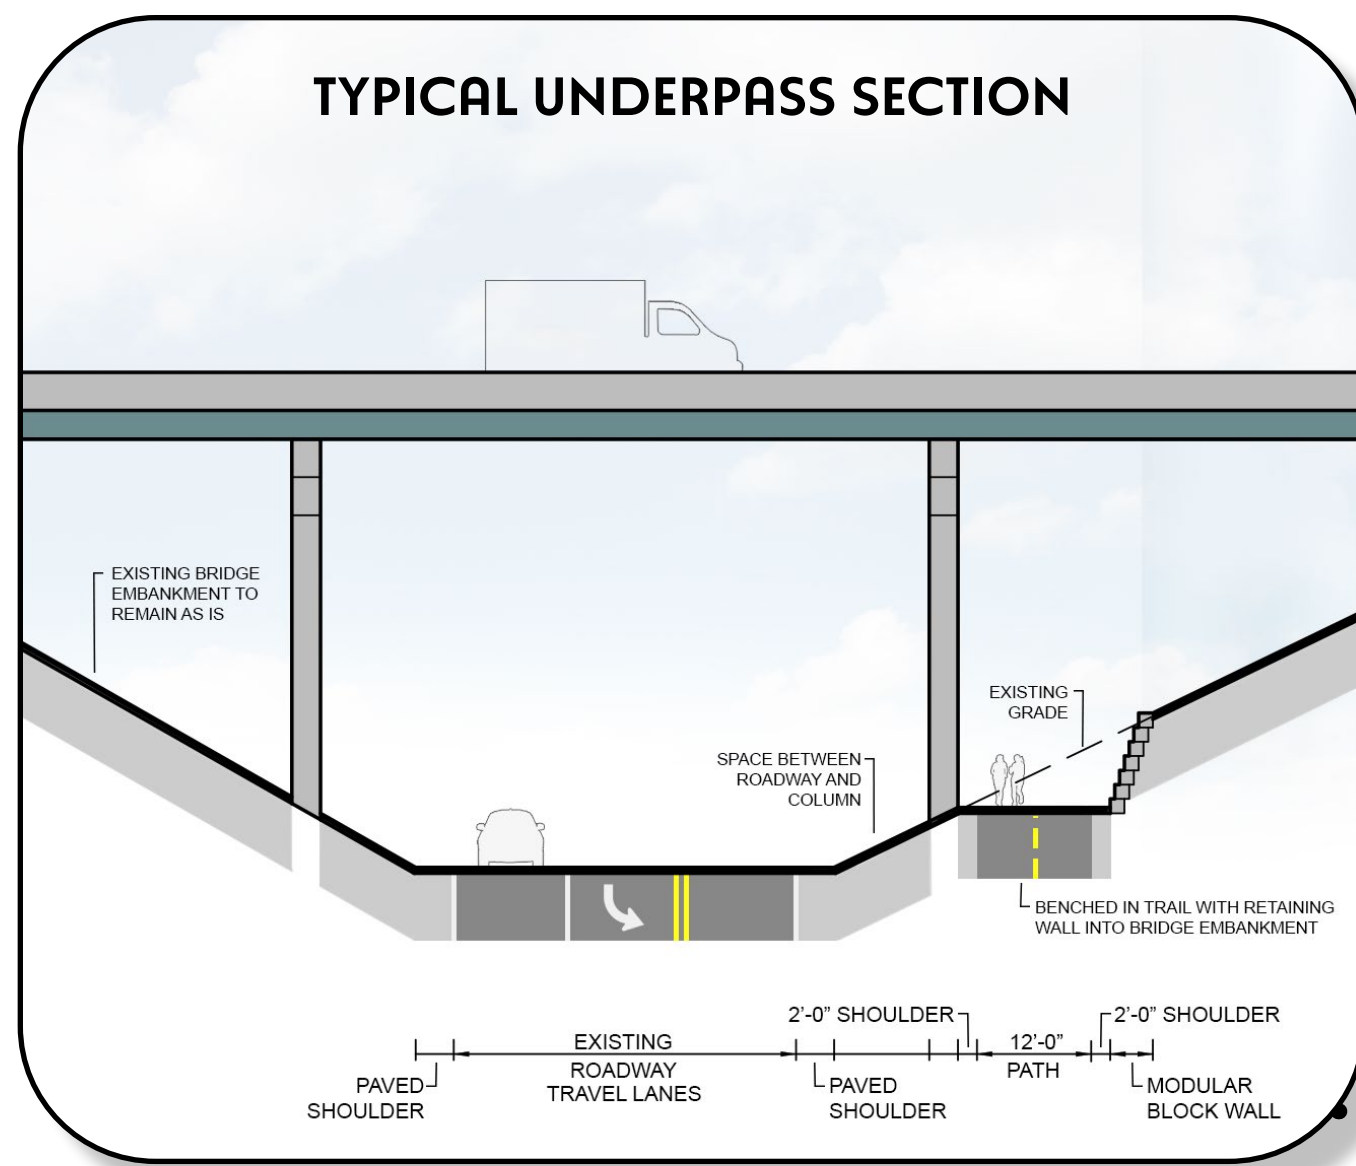 TYPICAL UNDERPASS SECTION
EXISTING BRIDGE
EMBANKMENT TO
REMAIN AS IS
EXISTING
GRADE
SPACE BETWEEN
ROADWAY AND
COLUMN
BENCHED IN TRAIL WITH RETAINING
WALL INTO BRIDGE EMBANKMENT
2’-0” SHOULDER
2’-0” SHOULDER
EXISTING
ROADWAY
TRAVEL LANES
12’-0”
PATH
PAVED
SHOULDER
PAVED
SHOULDER
MODULAR
BLOCK WALL